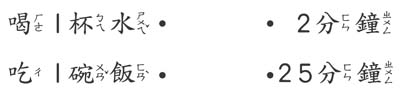 喝ㄏㄜ 1杯ㄅㄟ水ㄕㄨㄟˇ • • 2分ㄈㄣ鐘ㄓㄨㄥ
吃ㄔ 1碗ㄨㄢˇ飯ㄈㄢˋ • • 25分ㄈㄣ鐘ㄓㄨㄥ